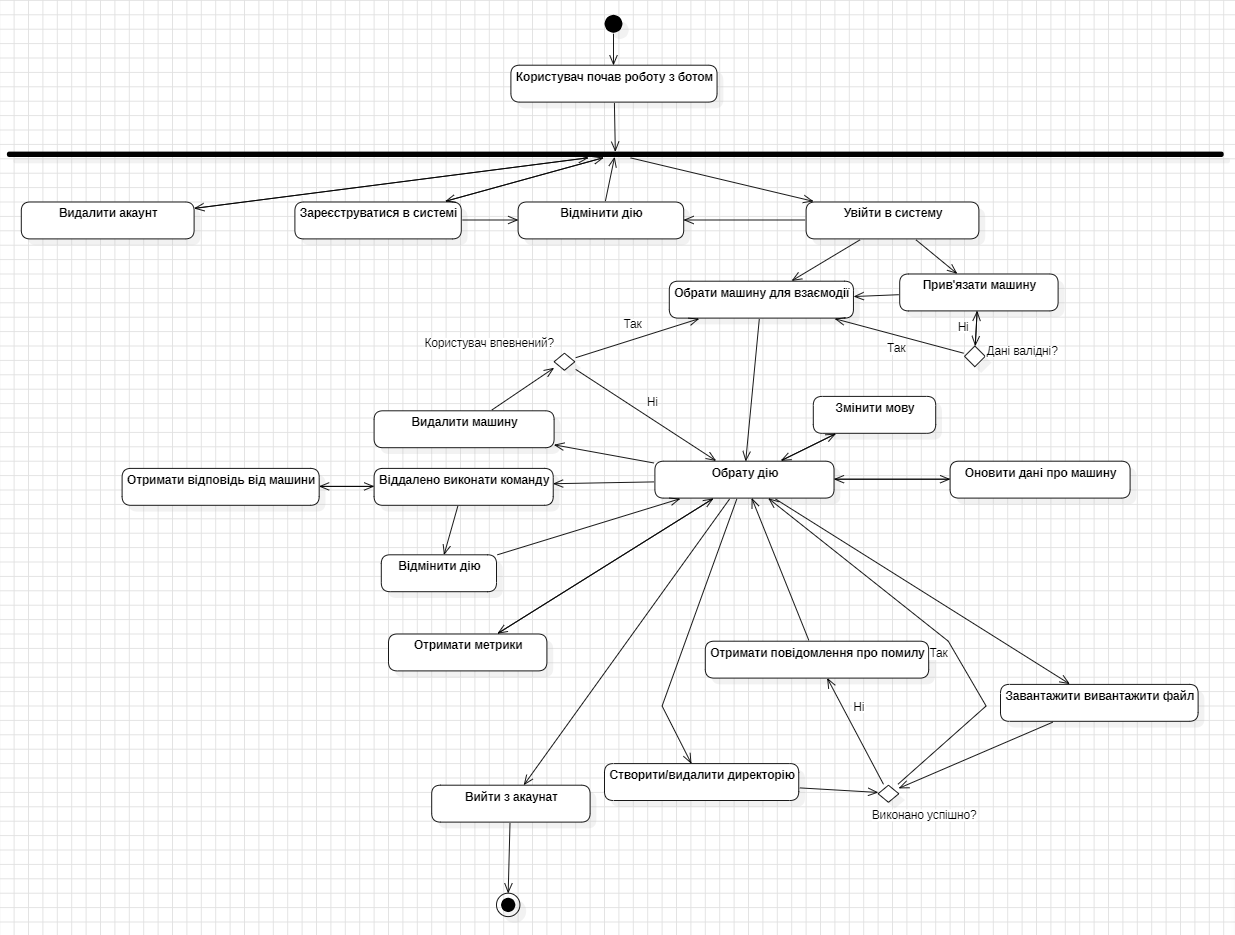 Користувач почав роботу з ботом
Видалити акаунт
Зареєструватися в системі
Відмінити дію
Увійти в систему
Обрати машину для взаємодії
Прив'язати машину
Так
Ні
Користувач впевнений?
Так
Дані валідні?
Ні
Змінити мову
Видалити машину
Обрату дію
Оновити дані про машину
Отримати відповідь від машини
Віддалено виконати команду
Відмінити дію
Отримати метрики
Отримати повідомлення про помилу
Так
Завантажити вивантажити файл
Ні
Створити/видалити директорію
Вийти з акаунат
Виконано успішно?